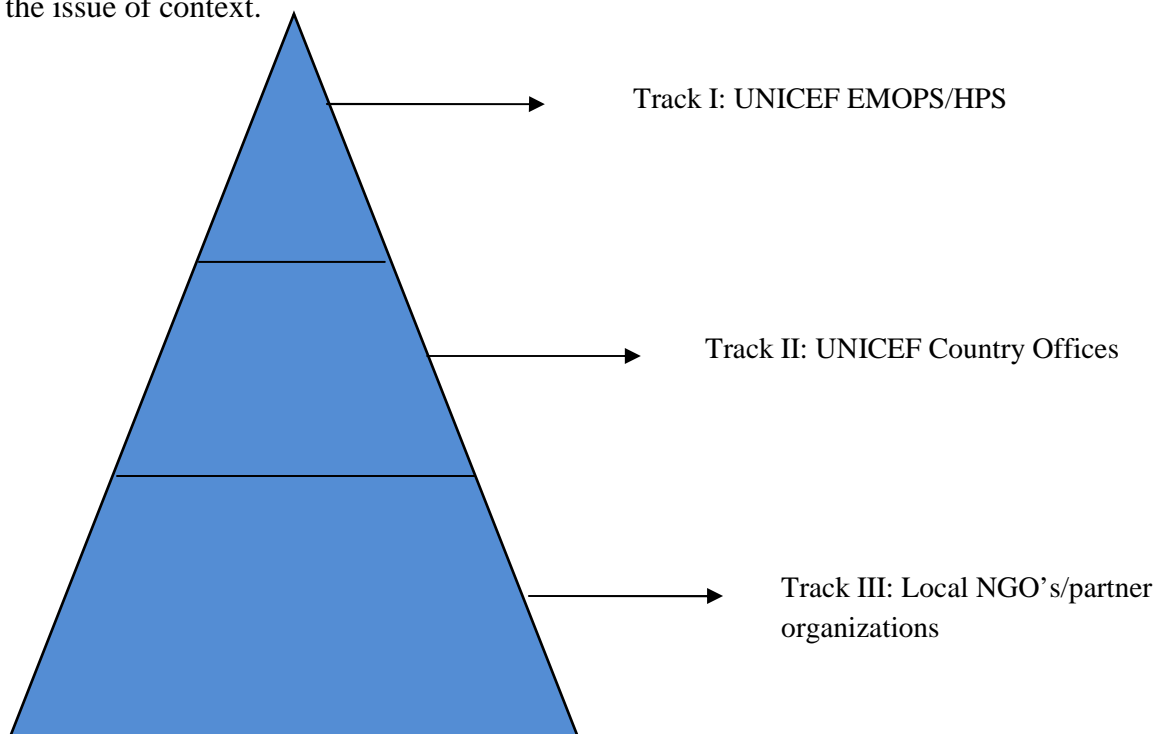 the issue of context.
Track I: UNICEF EMOPS/HPS
Track II: UNICEF Country Offices
Track III: Local NGO’s/partner
organizations